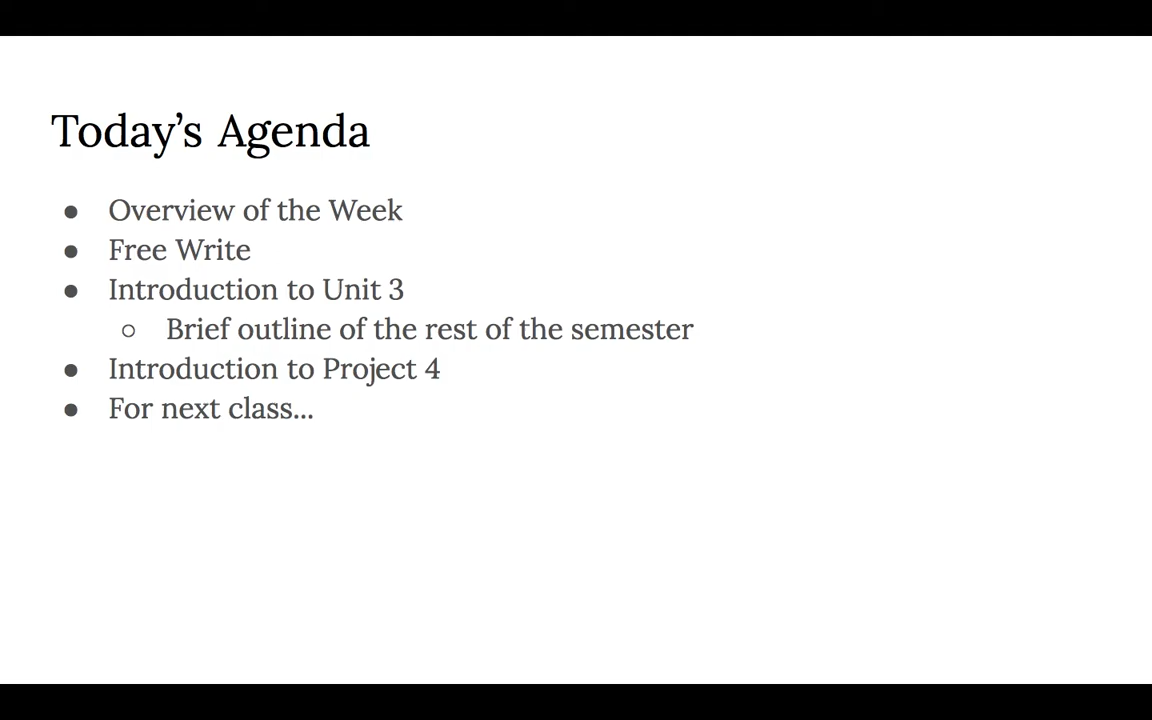 Today’s Agenda
● Overview of the Week
● Free Write
● Introduction to Unit 3
○ Brief outline of the rest of the semester
● Introduction to Project 4
● For next class...